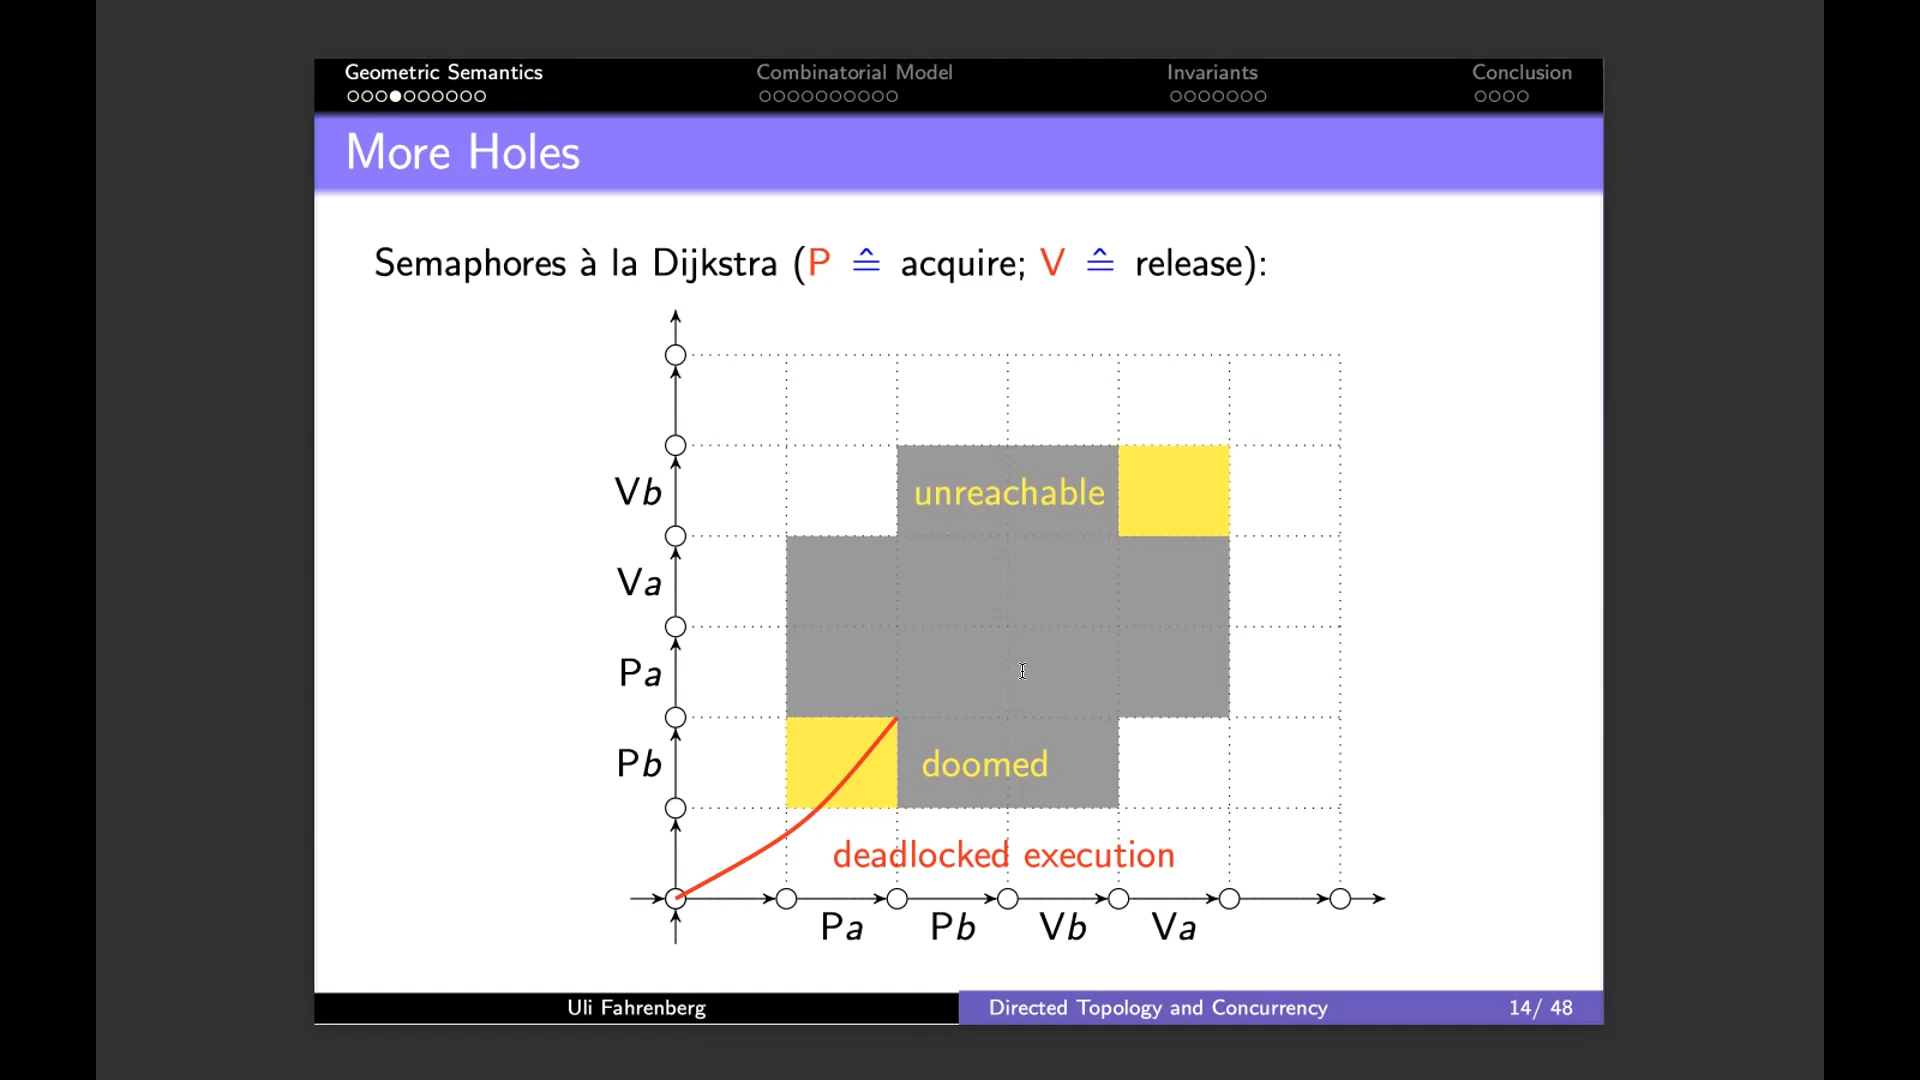 Geometric Semantics Combinatorial Model Invariants Conclusion
More Holes
Semaphores à la Dijkstra (P ≙ acquire; V ≙ release):
Vb unreachable
Va
Pa
Pb doomed
deadlocked execution
Pa Pb Vb Va
Uli Fahrenberg Directed Topology and Concurrency 14/ 48